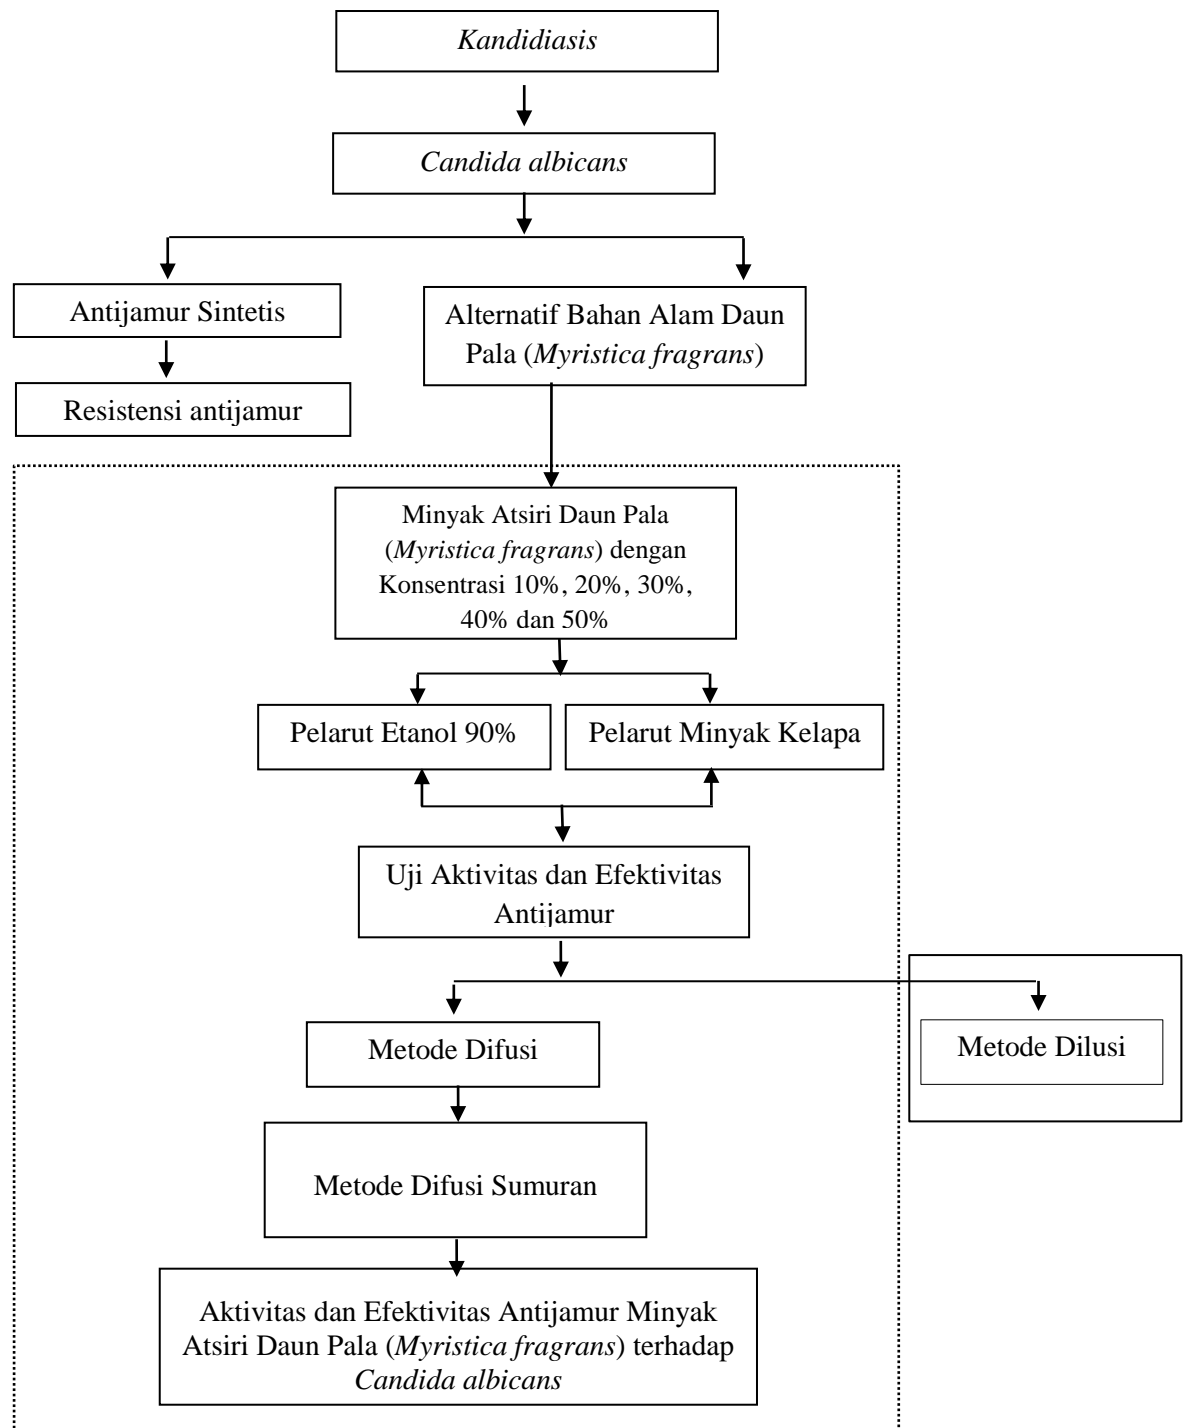 Kandidiasis
Candida albicans
Antijamur Sintetis
Alternatif Bahan Alam Daun
Pala (Myristica fragrans)
Resistensi antijamur
Minyak Atsiri Daun Pala
(Myristica fragrans) dengan
Konsentrasi 10%, 20%, 30%,
40% dan 50%
Pelarut Etanol 90%
Pelarut Minyak Kelapa
Uji Aktivitas dan Efektivitas
Antijamur
Metode Difusi
Metode Dilusi
Metode Difusi Sumuran
Aktivitas dan Efektivitas Antijamur Minyak
Atsiri Daun Pala (Myristica fragrans) terhadap
Candida albicans